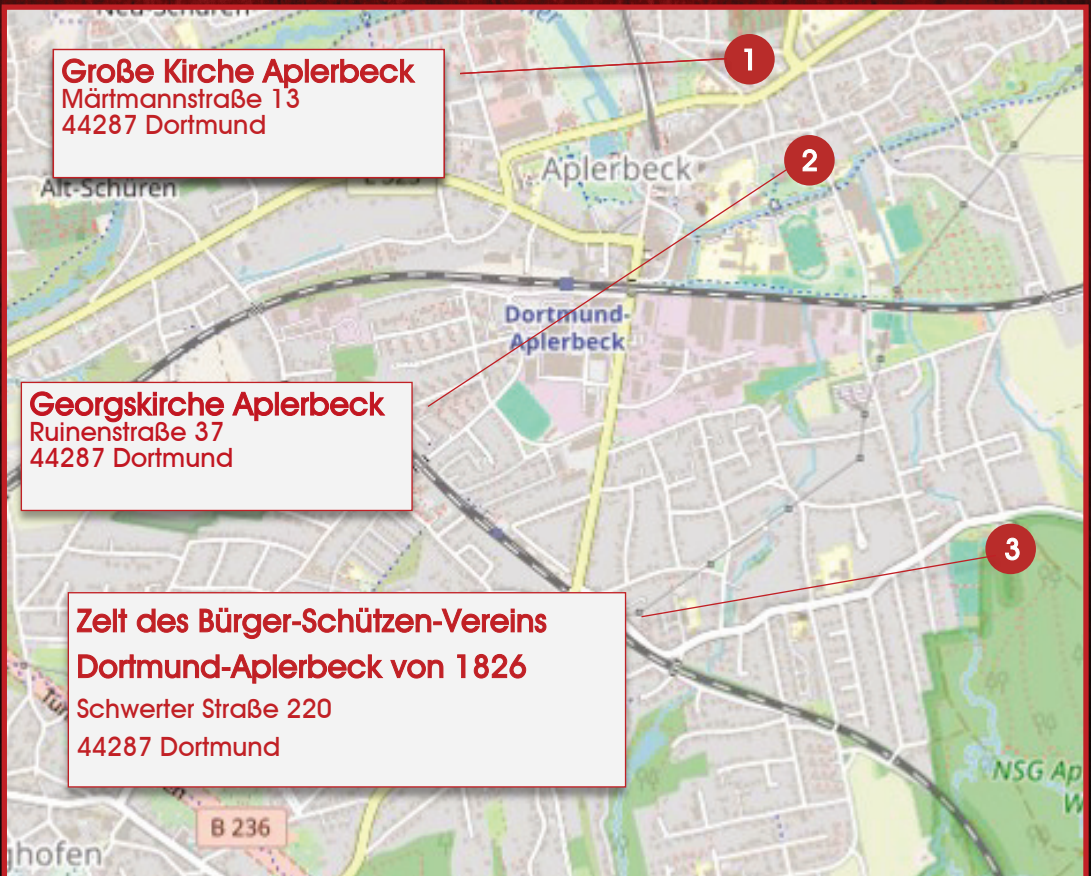 Große Kirche Aplerbeck
Märtmannstraße 13
44287 Dortmund
1
2
Aplerbeck
Alt-Schüren
Dortmund-
Aplerbeck
Georgskirche Aplerbeck
Ruinenstraße 37
44287 Dortmund
3
Zelt des Bürger-Schützen-Vereins
Dortmund-Aplerbeck von 1826
Schwerter Straße 220
44287 Dortmund
NSG Ap
W
B 236
ghofen